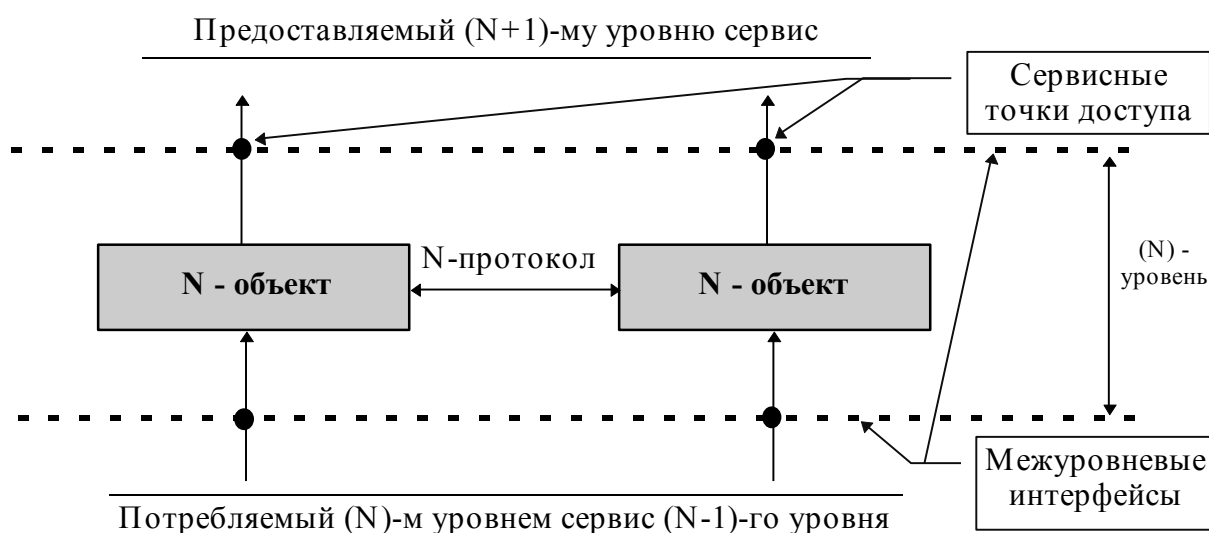 Предоставляемый (N+1)-му уровню сервис
Сервисные
точки доступа
N - объект
N-протокол
N - объект
(N) -
уровень
Межуровневые
интерфейсы
Потребляемый (N)-м уровнем сервис (N-1)-го уровня